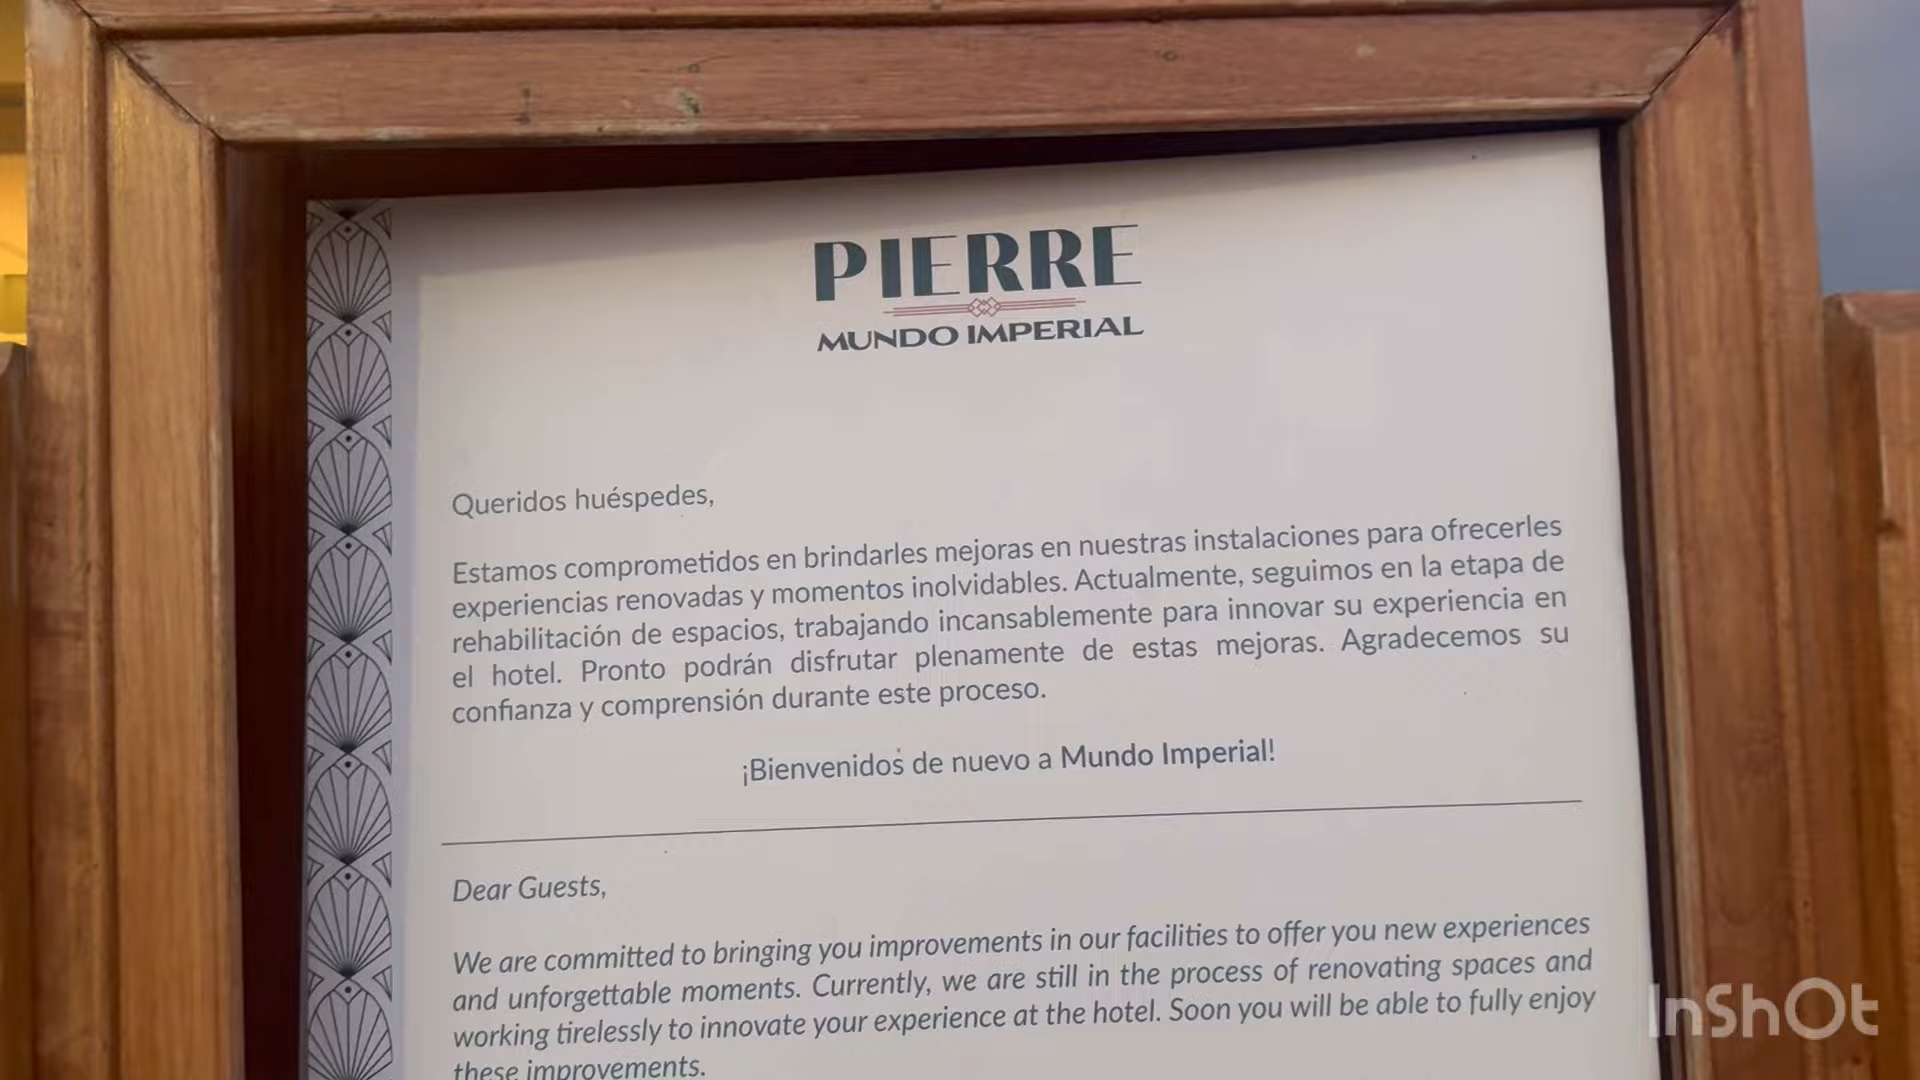 PIERRE
MUNDO IMPERIAL
Queridos huéspedes,
Estamos comprometidos en brindarles mejoras en nuestras instalaciones para ofrecerles
experiencias renovadas y momentos inolvidables. Actualmente, seguimos en la etapa de
rehabilitación de espacios, trabajando incansablemente para innovar su experiencia en
el hotel. Pronto podrán disfrutar plenamente de estas mejoras. Agradecemos su
confianza y comprensión durante este proceso.
¡Bienvenidos de nuevo a Mundo Imperial!
Dear Guests,
We are committed to bringing you improvements in our facilities to offer you new experiences
and unforgettable moments. Currently, we are still in the process of renovating spaces and
working tirelessly to innovate your experience at the hotel. Soon you will be able to fully enjoy
these improvements.
InShOt